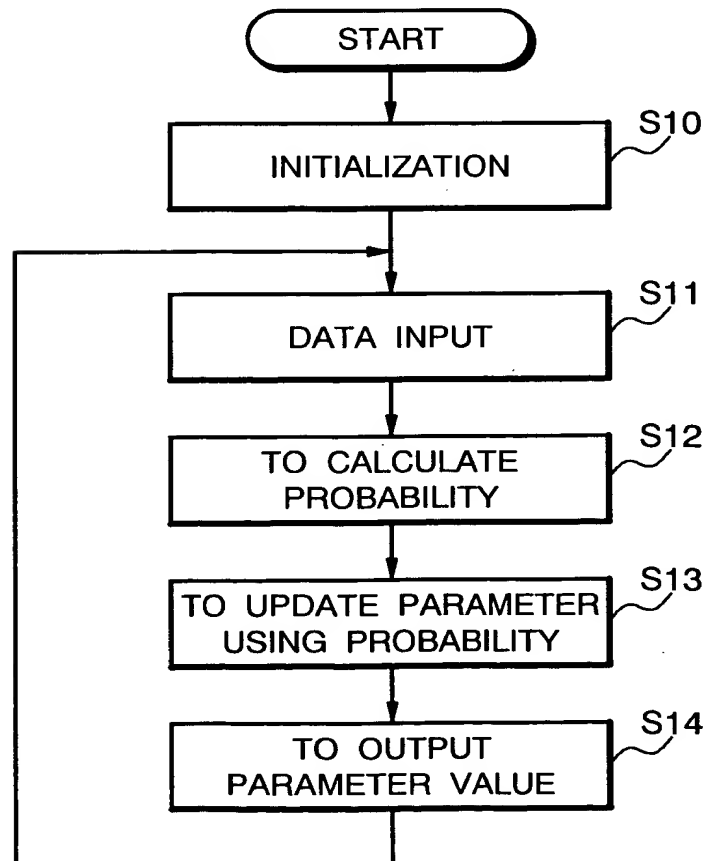 START
S10
INITIALIZATION
S11
DATA INPUT
S12
TO CALCULATE
PROBABILITY
S13
TO UPDATE PARAMETER
USING PROBABILITY
S14
TO OUTPUT
PARAMETER VALUE